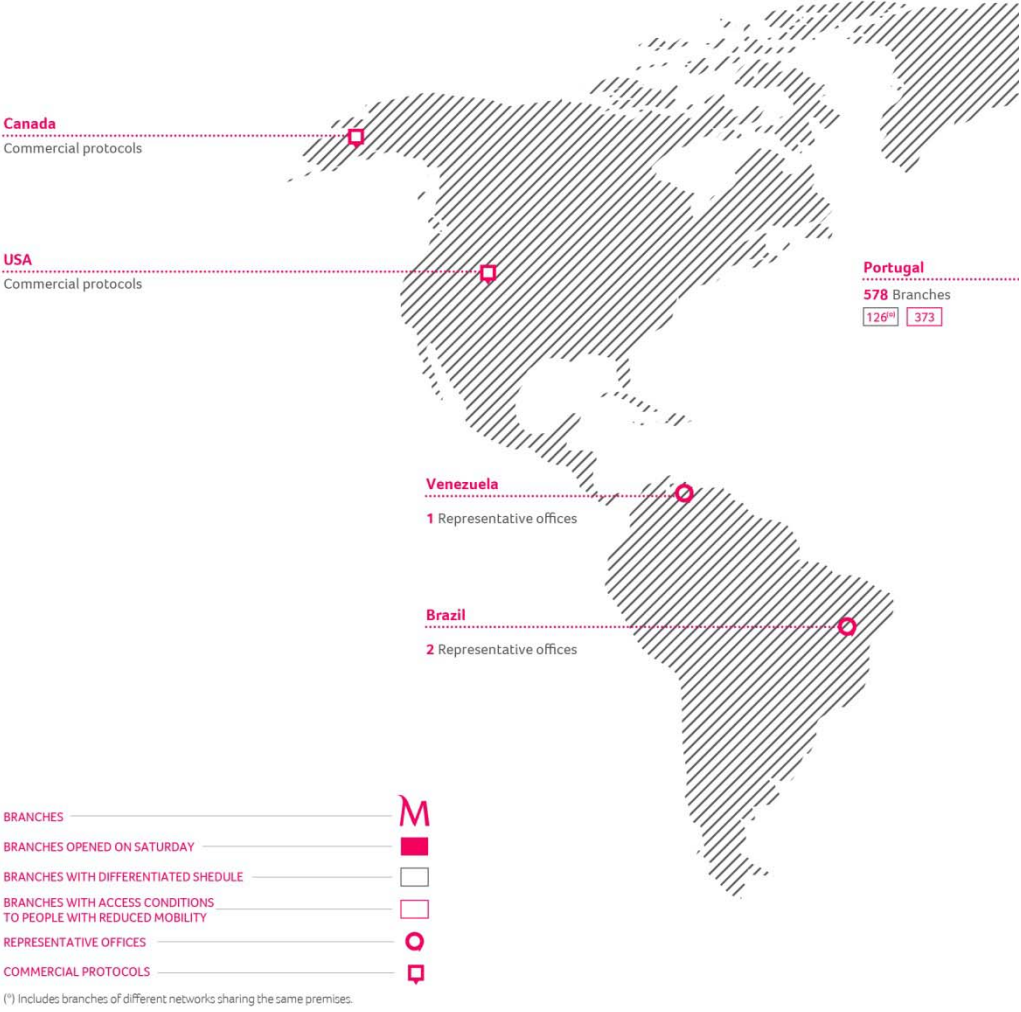 Canada
Commercial protocols
USA
Commercial protocols
Portugal
578 Branches
126(*) 373
Venezuela
1 Representative offices
Brazil
2 Representative offices
BRANCHES M
BRANCHES OPENED ON SATURDAY
BRANCHES WITH DIFFERENTIATED SHEDULE
BRANCHES WITH ACCESS CONDITIONS
TO PEOPLE WITH REDUCED MOBILITY
REPRESENTATIVE OFFICES
COMMERCIAL PROTOCOLS
(*) Includes branches of different networks sharing the same premises.